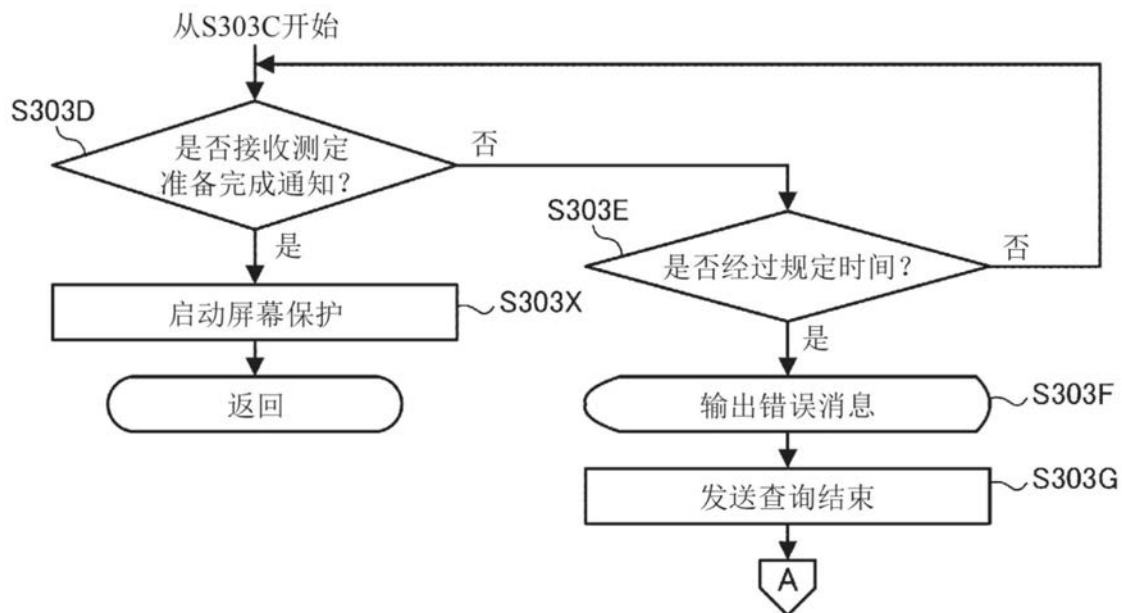 从S303C开始
S303D
是否接收测定
准备完成通知?
否
是
S303E
是否经过规定时间?
否
是
启动屏幕保护
S303X
返回
输出错误消息
S303F
发送查询结束
S303G
A